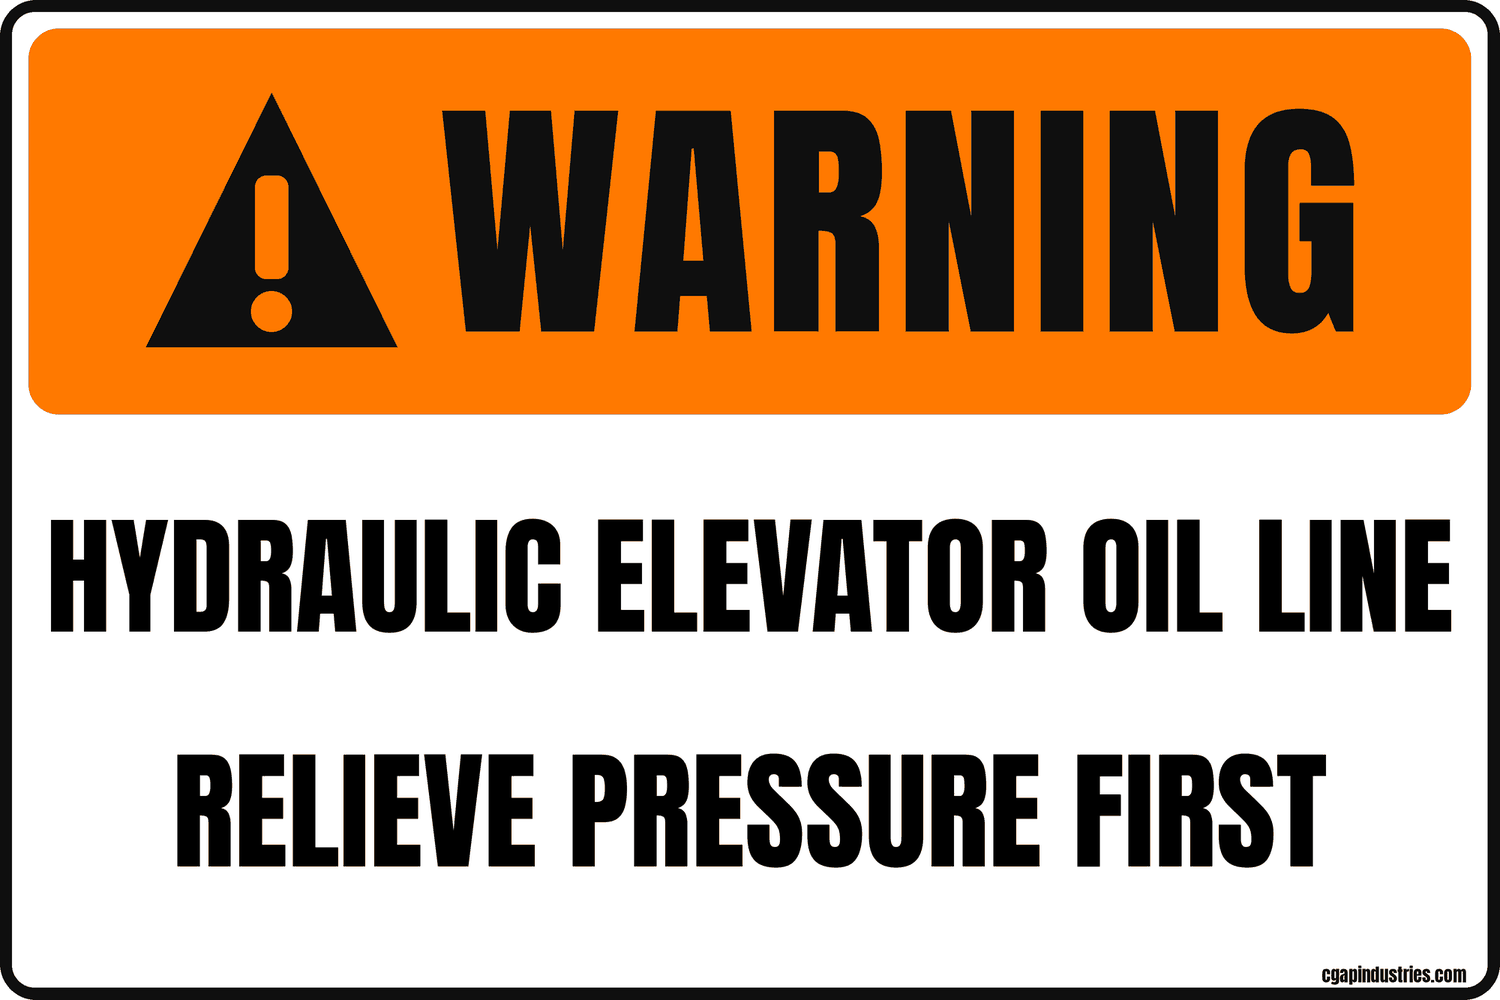 WARNING
HYDRAULIC ELEVATOR OIL LINE
RELIEVE PRESSURE FIRST
cgapindustries.com